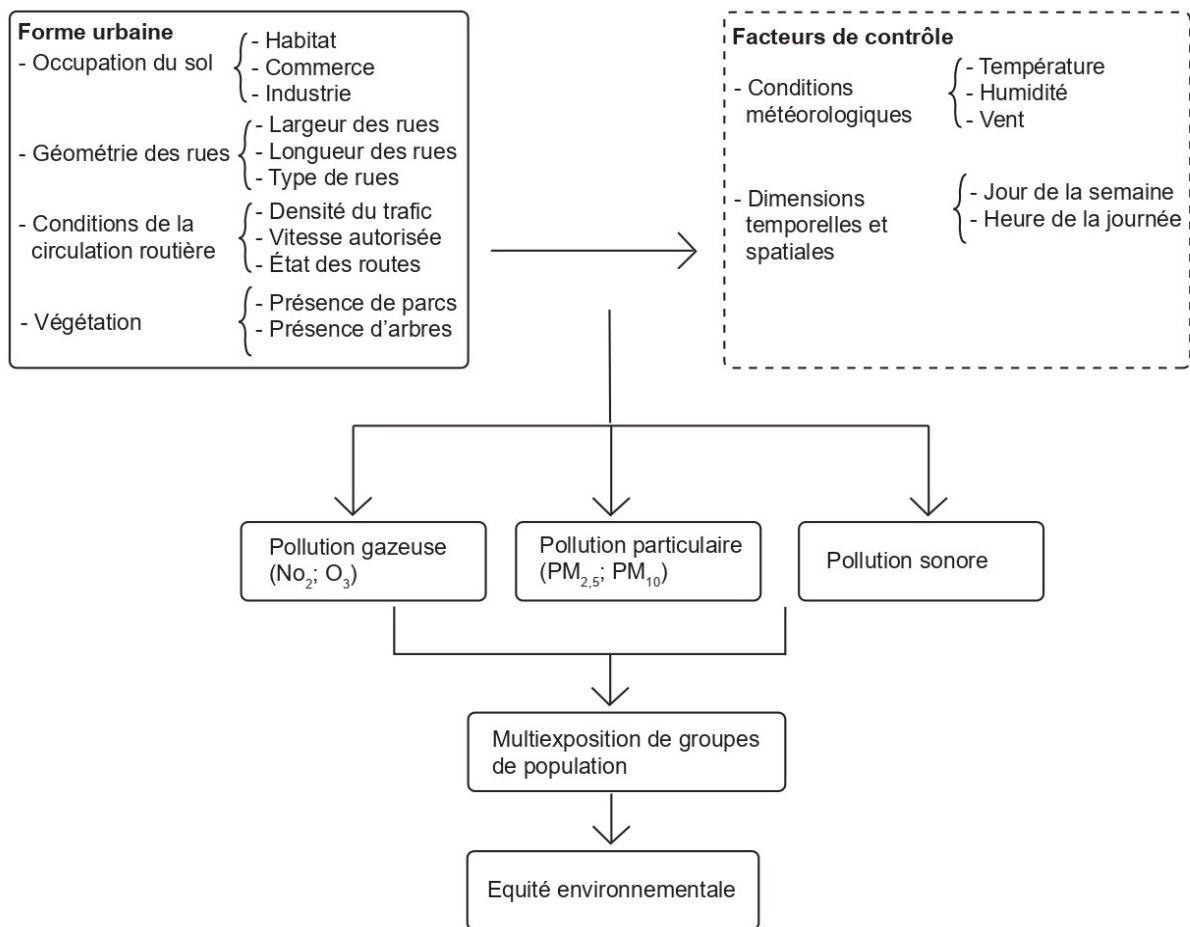 Forme urbaine
- Occupation du sol
- Habitat
- Commerce
- Industrie
- Géométrie des rues
- Largeur des rues
- Longueur des rues
- Type de rues
- Conditions de la
circulation routière
- Densité du trafic
- Vitesse autorisée
- État des routes
- Végétation
- Présence de parcs
- Présence d'arbres
Facteurs de contrôle
- Conditions
météorologiques
- Température
- Humidité
- Vent
- Dimensions
temporelles et
spatiales
- Jour de la semaine
- Heure de la journée
Pollution gazeuse
(No₂; O₃)
Pollution particulaire
(PM₂,₅; PM₁₀)
Pollution sonore
Multiexposition de groupes
de population
Equité environnementale